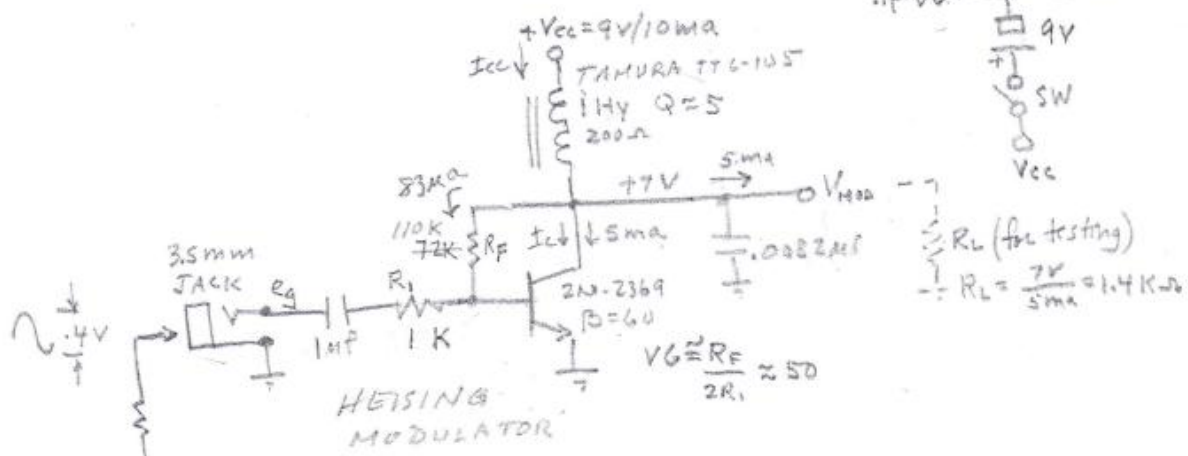 +Vcc = 9V/10ma
Icc
TAMURA TTC-105
1Hy Q≈5
200Ω
9V
+
SW
Vcc
83µa
+7V
5ma
VMOD
110K
72K RF
Ic
5ma
.0082µf
RL (for testing)
RL = 7V/5ma = 1.4KΩ
3.5mm
JACK
eg
R1
2N-2369
β=60
.4V
1µf
1K
VG ≈ RF/2R1 ≈ 50
HEISING
MODULATOR